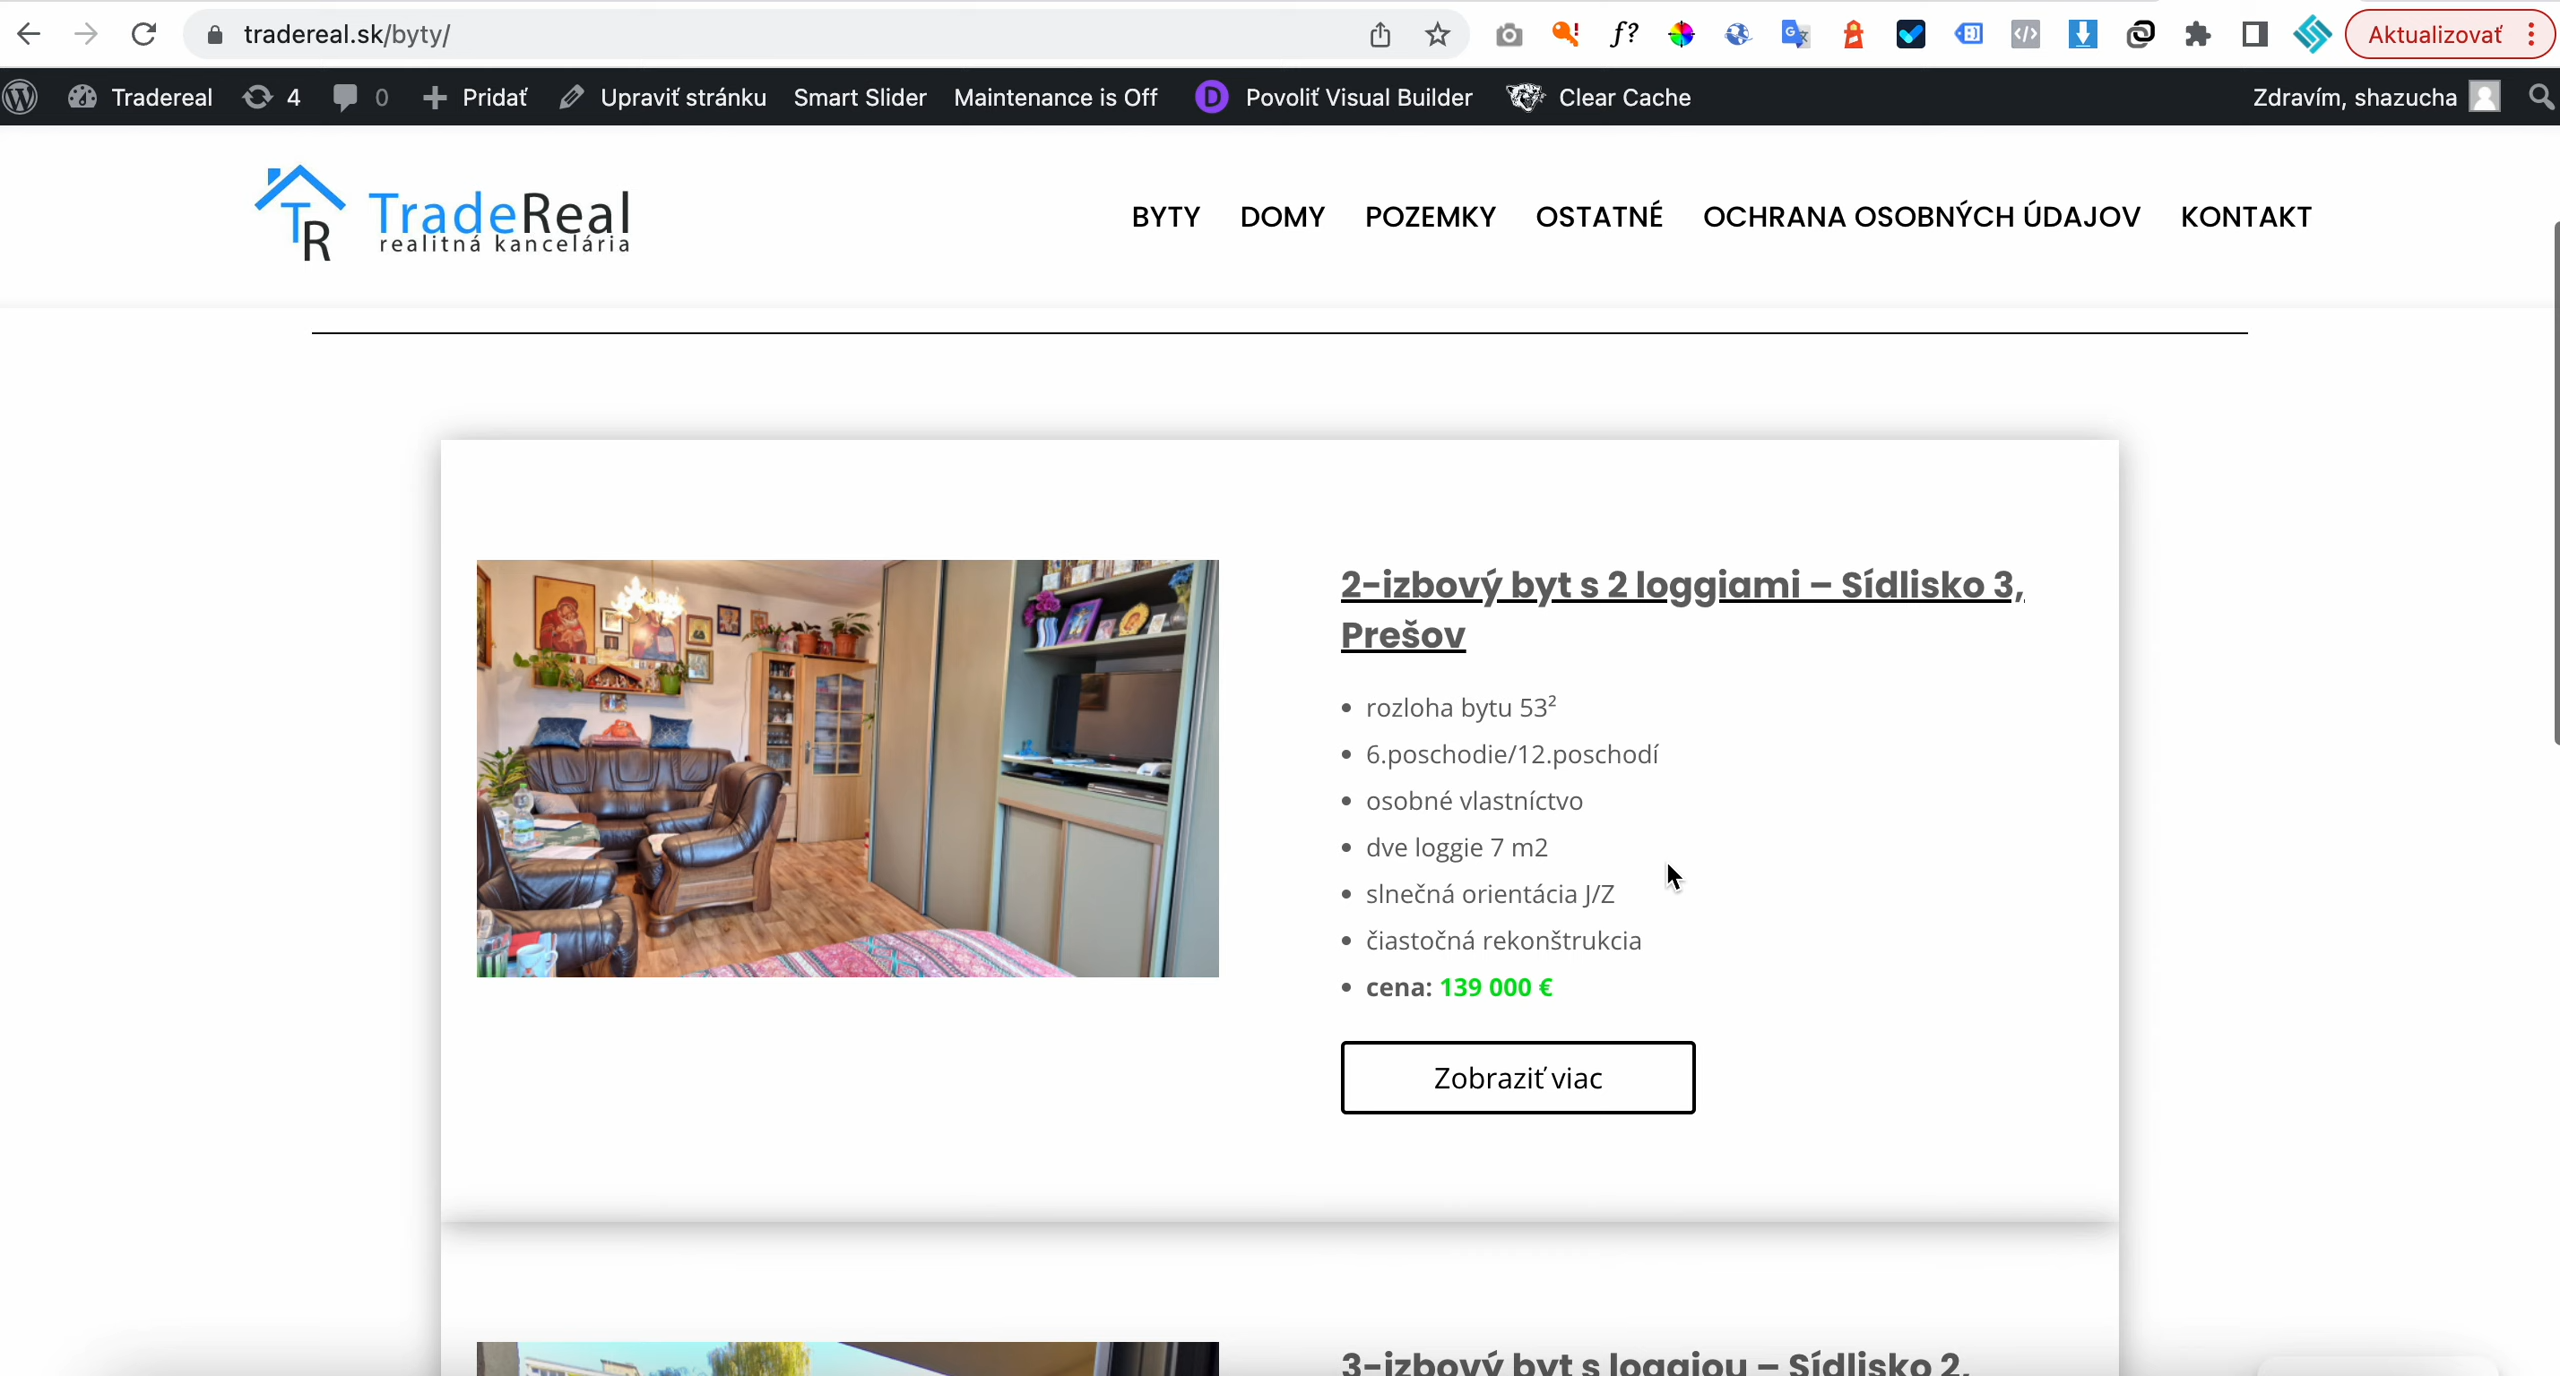 tradereal.sk/byty/
Aktualizovať
Tradereal 4 0 Pridať Upraviť stránku Smart Slider Maintenance is Off D Povoliť Visual Builder Clear Cache Zdravím, shazucha
TR TradeReal
realitná kancelária
BYTY DOMY POZEMKY OSTATNÉ OCHRANA OSOBNÝCH ÚDAJOV KONTAKT
2-izbový byt s 2 loggiami – Sídlisko 3,
Prešov
• rozloha bytu 53²
• 6.poschodie/12.poschodí
• osobné vlastníctvo
• dve loggie 7 m2
• slnečná orientácia J/Z
• čiastočná rekonštrukcia
• cena: 139 000 €
Zobraziť viac
3-izbový byt s loggiou – Sídlisko 2,